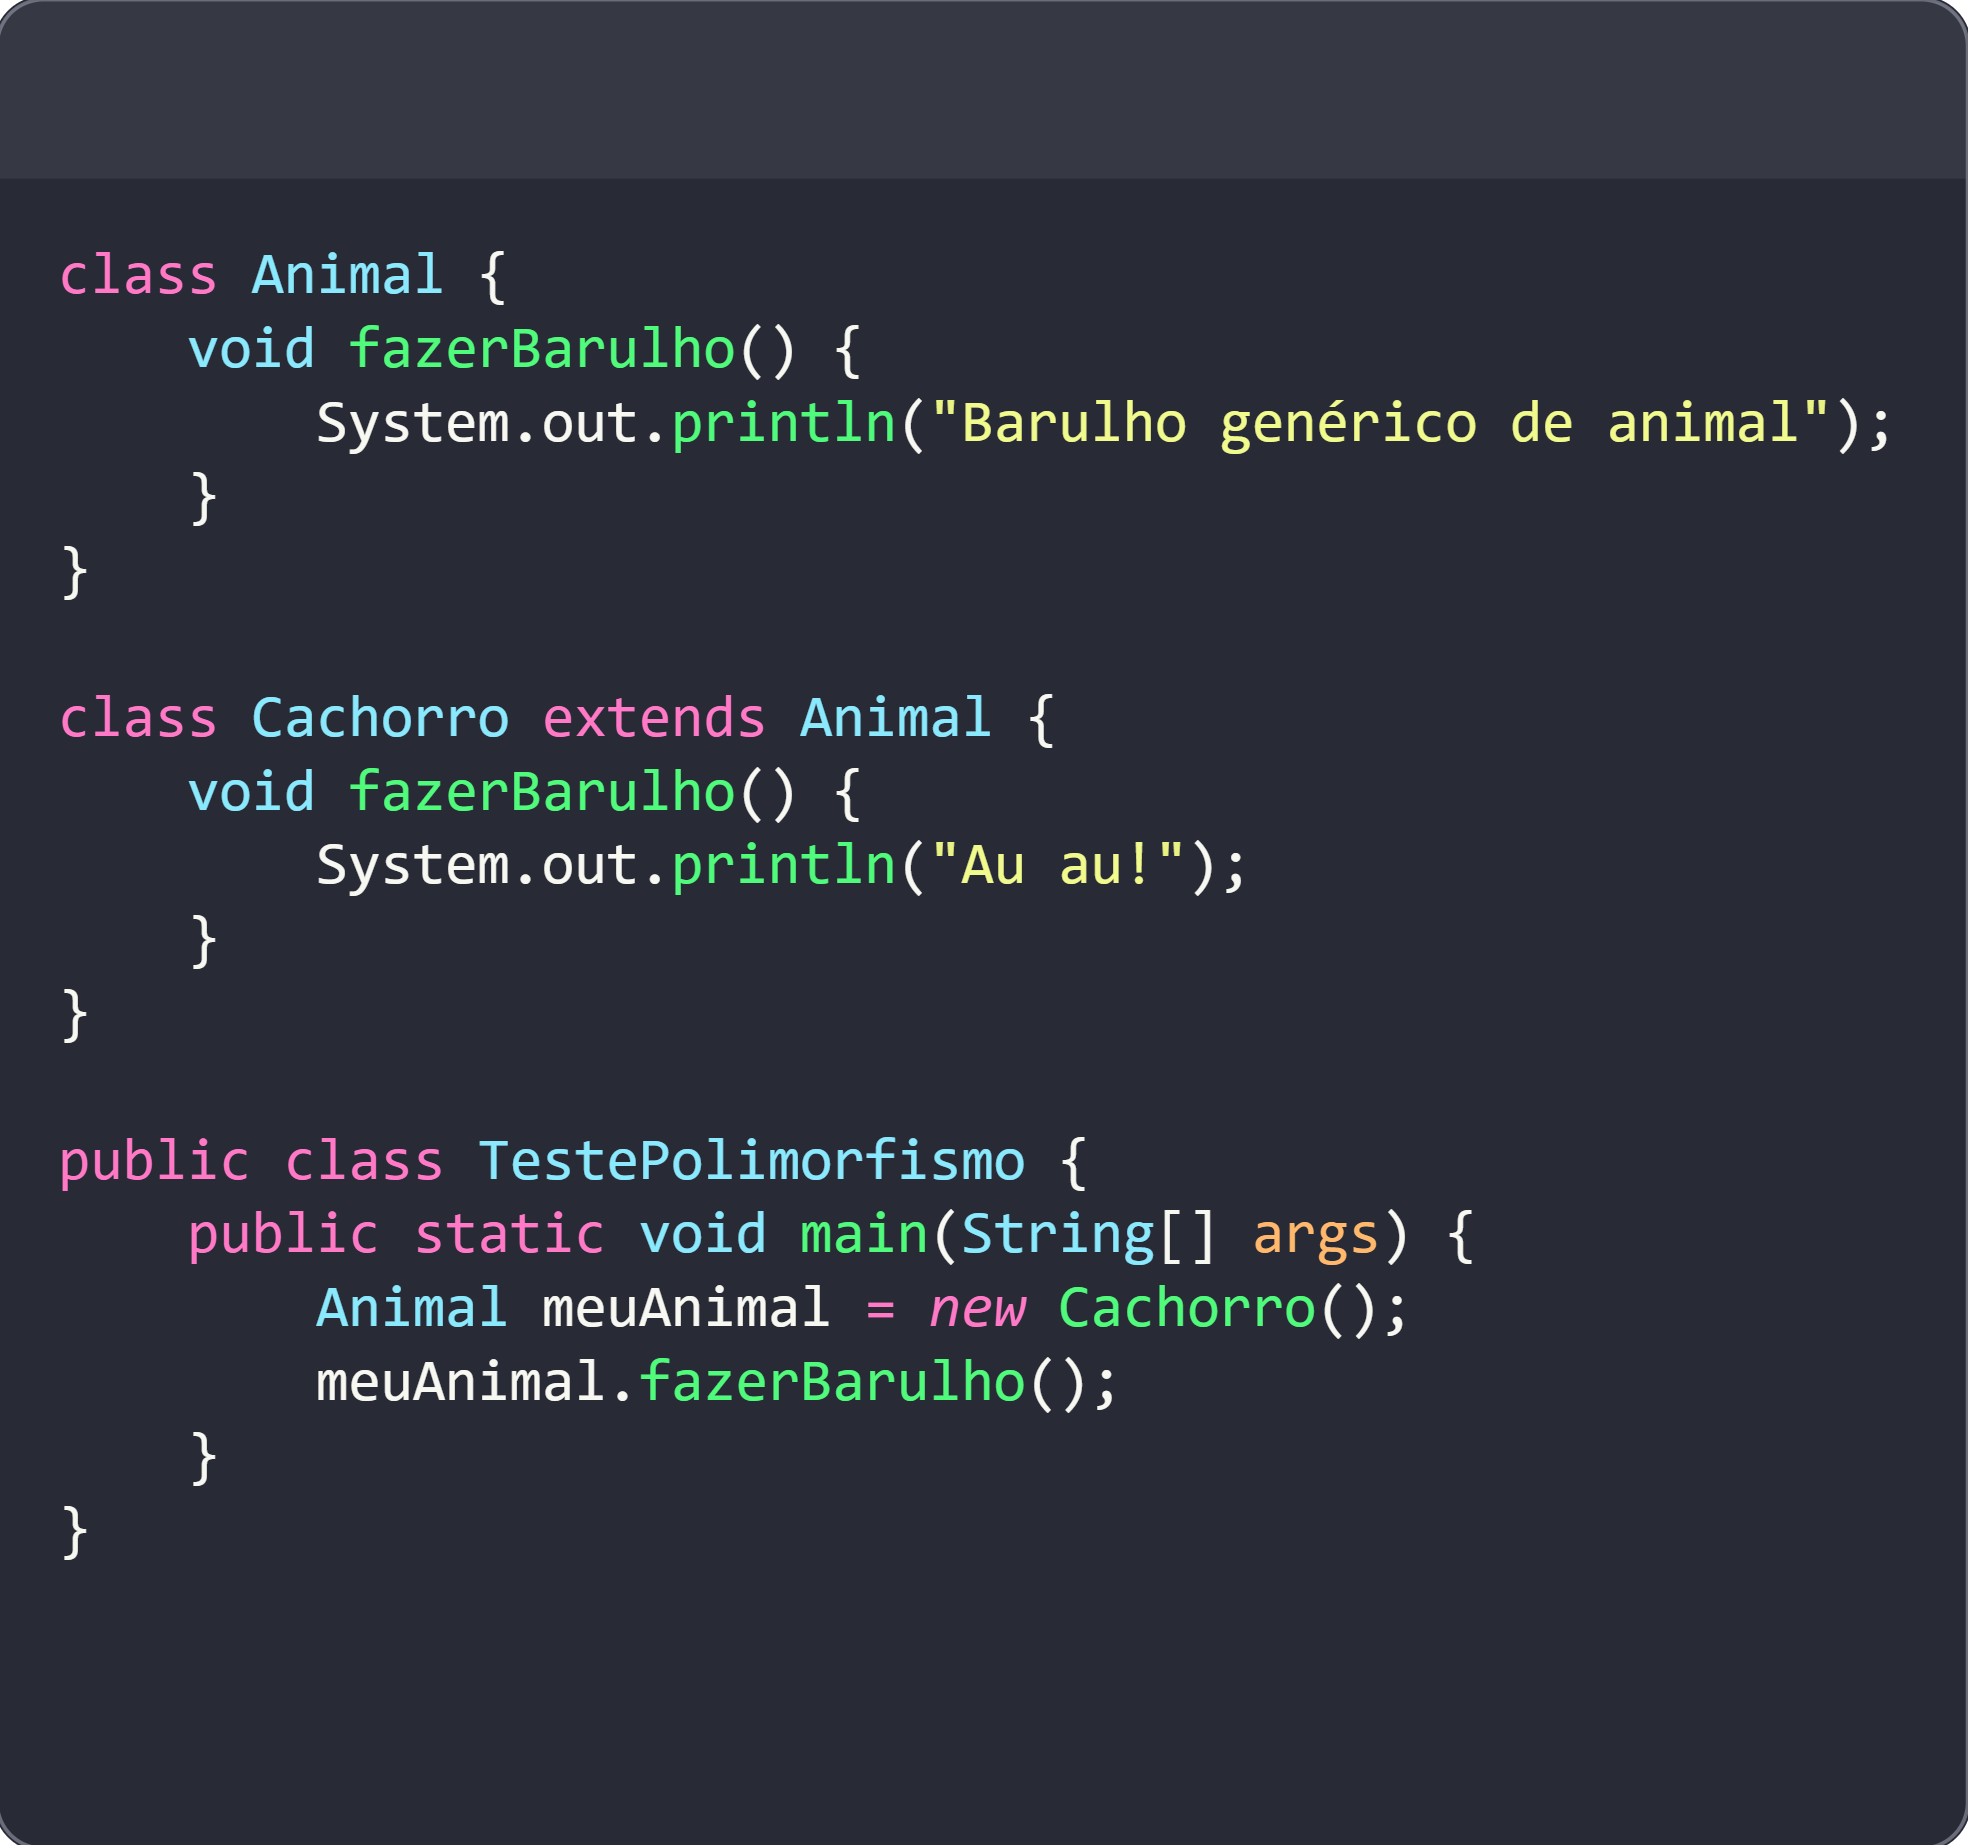 class Animal {
    void fazerBarulho() {
        System.out.println("Barulho genérico de animal");
    }
}

class Cachorro extends Animal {
    void fazerBarulho() {
        System.out.println("Au au!");
    }
}

public class TestePolimorfismo {
    public static void main(String[] args) {
        Animal meuAnimal = new Cachorro();
        meuAnimal.fazerBarulho();
    }
}